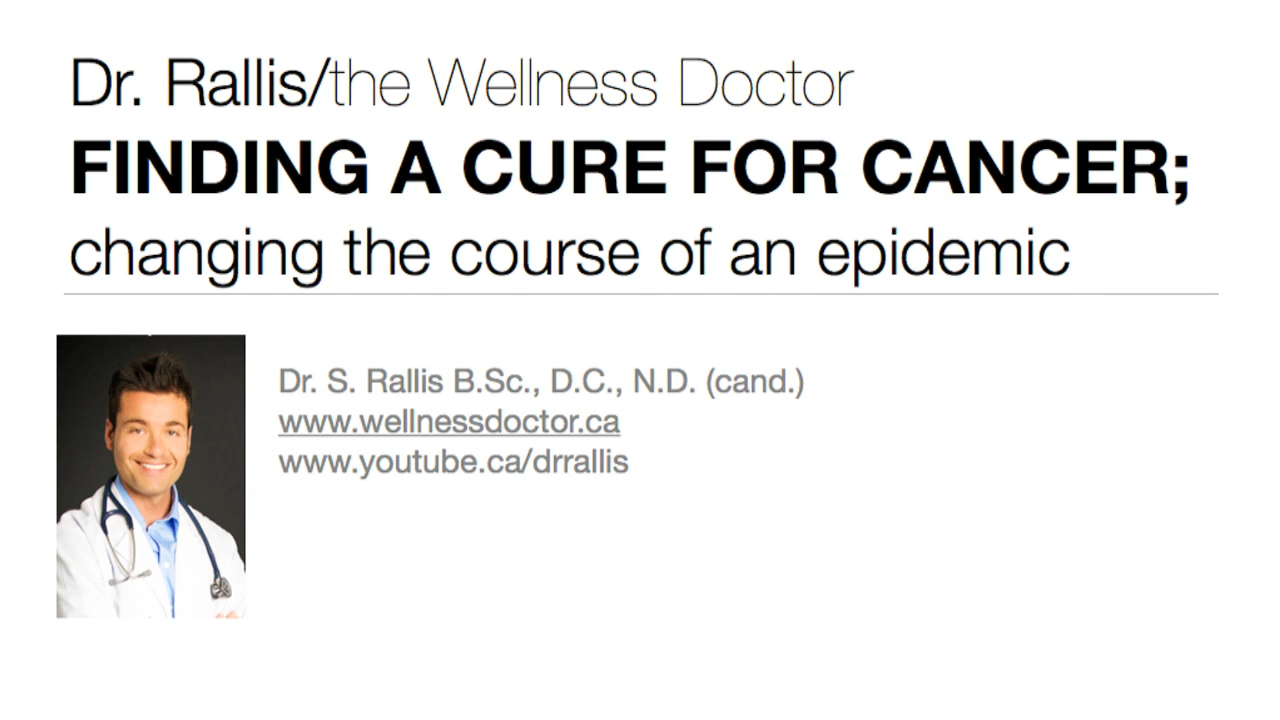 Dr. Rallis/the Wellness Doctor
FINDING A CURE FOR CANCER;
changing the course of an epidemic
Dr. S. Rallis B.Sc., D.C., N.D. (cand.)
www.wellnessdoctor.ca
www.youtube.ca/drrallis